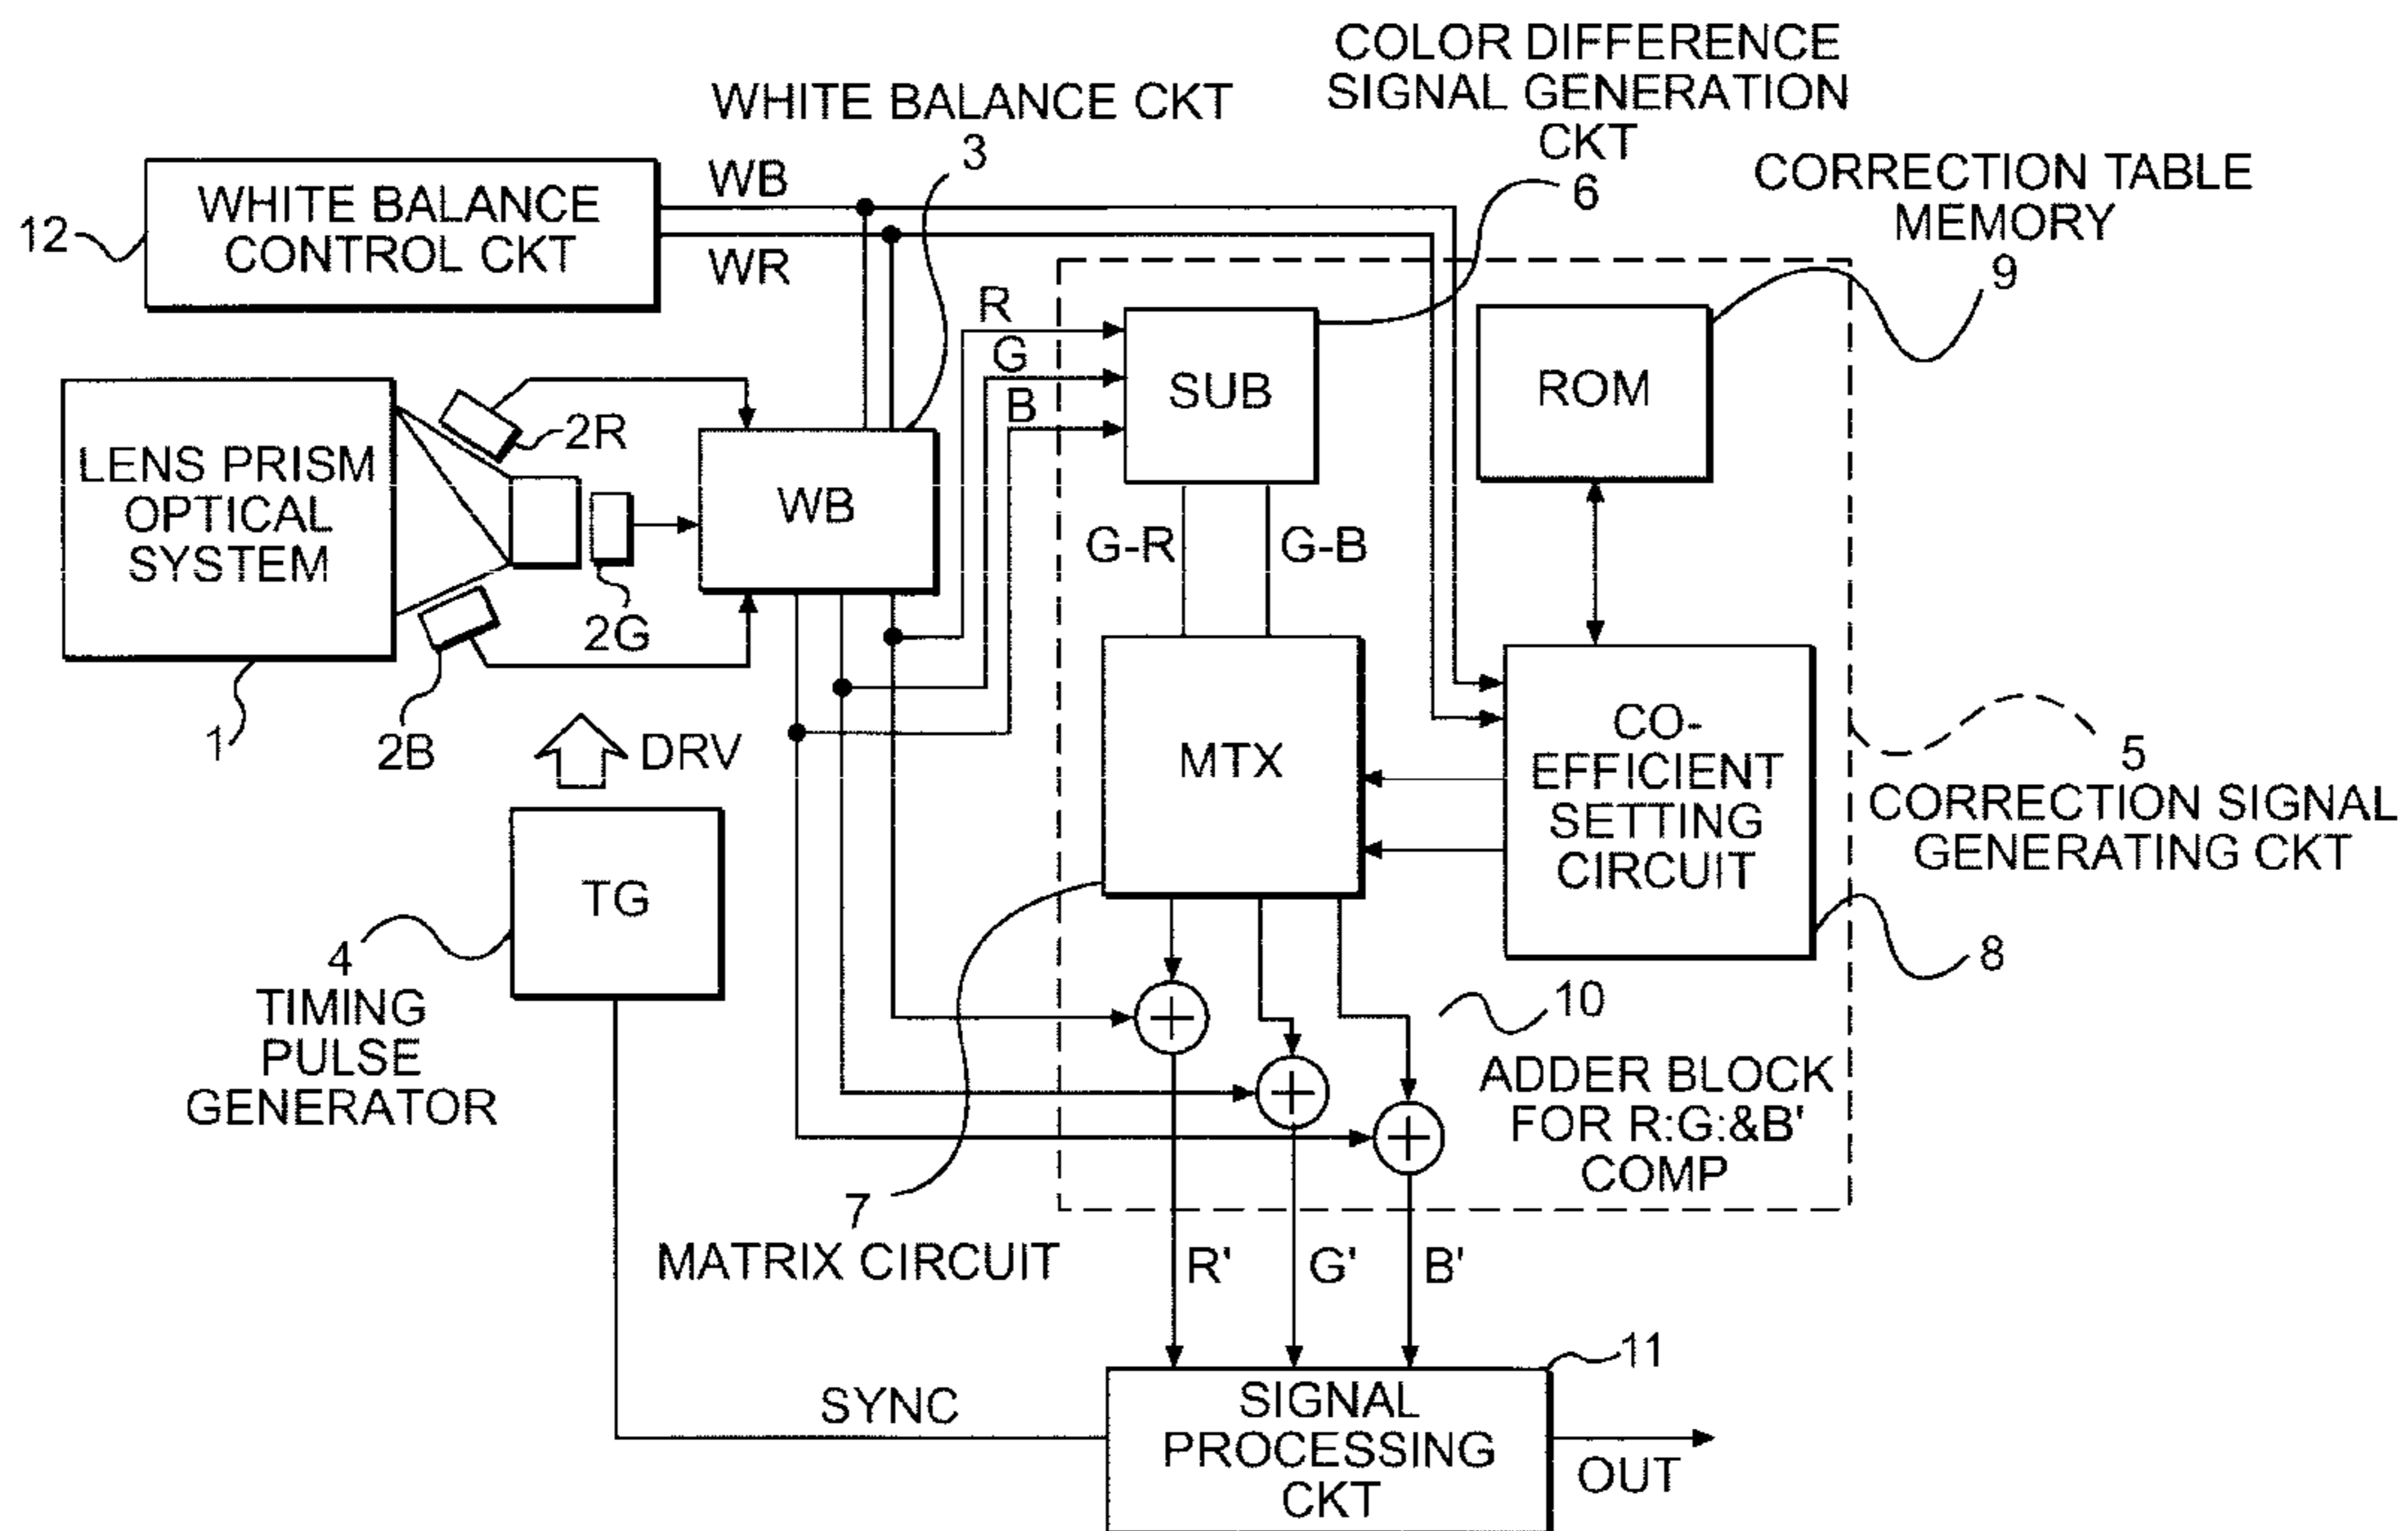 COLOR DIFFERENCE
SIGNAL GENERATION
CKT
6
WHITE BALANCE CKT
3
CORRECTION TABLE
MEMORY
9
12
WHITE BALANCE
CONTROL CKT
WB
WR
R
G
B
SUB
ROM
LENS PRISM
OPTICAL
SYSTEM
1
2R
2G
2B
WB
G-R
G-B
DRV
MTX
CO-
EFFICIENT
SETTING
CIRCUIT
5
CORRECTION SIGNAL
GENERATING CKT
TG
4
TIMING
PULSE
GENERATOR
8
10
ADDER BLOCK
FOR R:G:&B'
COMP
7
MATRIX CIRCUIT
R'
G'
B'
11
SYNC
SIGNAL
PROCESSING
CKT
OUT